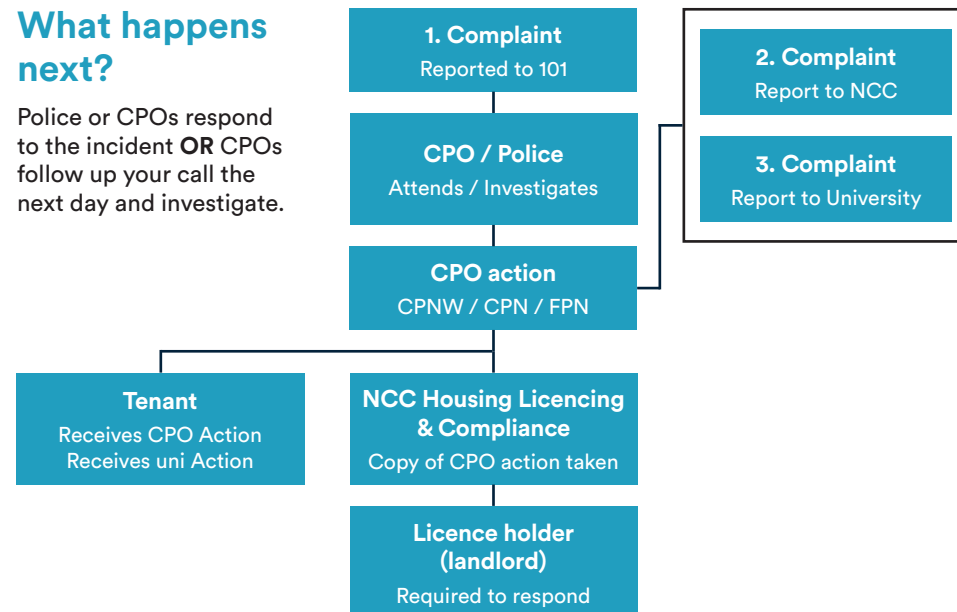 What happens
next?
Police or CPOs respond
to the incident OR CPOs
follow up your call the
next day and investigate.
1. Complaint
Reported to 101
2. Complaint
Report to NCC
3. Complaint
Report to University
CPO / Police
Attends / Investigates
CPO action
CPNW / CPN / FPN
Tenant
Receives CPO Action
Receives uni Action
NCC Housing Licencing
& Compliance
Copy of CPO action taken
Licence holder
(landlord)
Required to respond